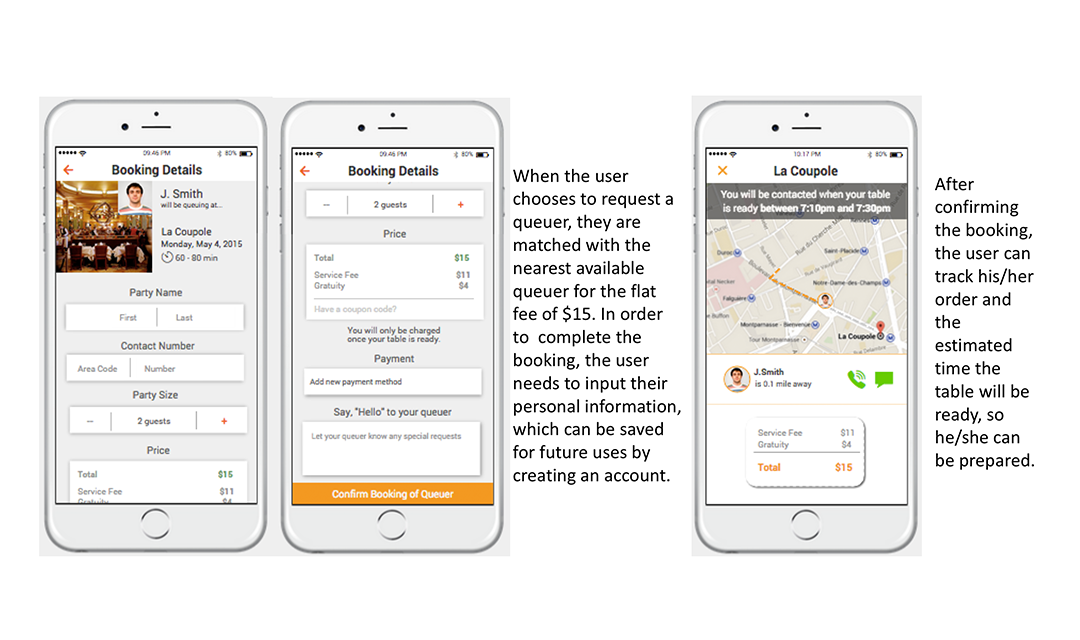 09:46 PM
80%
Booking Details
J. Smith
will be queuing at...
La Coupole
Monday, May 4, 2015
60 - 80 min
Party Name
First
Last
Contact Number
Area Code
Number
Party Size
–
2 guests
+
Price
Total $15
Service Fee $11
Gratuity $4
09:46 PM
80%
Booking Details
–
2 guests
+
Price
Total $15
Service Fee $11
Gratuity $4
Have a coupon code?
You will only be charged
once your table is ready.
Payment
Add new payment method
Say, "Hello" to your queuer
Let your queuer know any special requests
Confirm Booking of Queuer
When the user
chooses to request a
queuer, they are
matched with the
nearest available
queuer for the flat
fee of $15. In order
to complete the
booking, the user
needs to input their
personal information,
which can be saved
for future uses by
creating an account.
10:17 PM
80%
La Coupole
You will be contacted when your table
is ready between 7:10pm and 7:30pm
Duroc
Saint-Placide
Notre-Dame-des-Champs
Falguière
Montparnasse - Bienvenue
Tour Montparnasse
La Coupole
J.Smith
is 0.1 mile away
Service Fee $11
Gratuity $4
Total $15
After
confirming
the booking,
the user can
track his/her
order and
the
estimated
time the
table will be
ready, so
he/she can
be prepared.